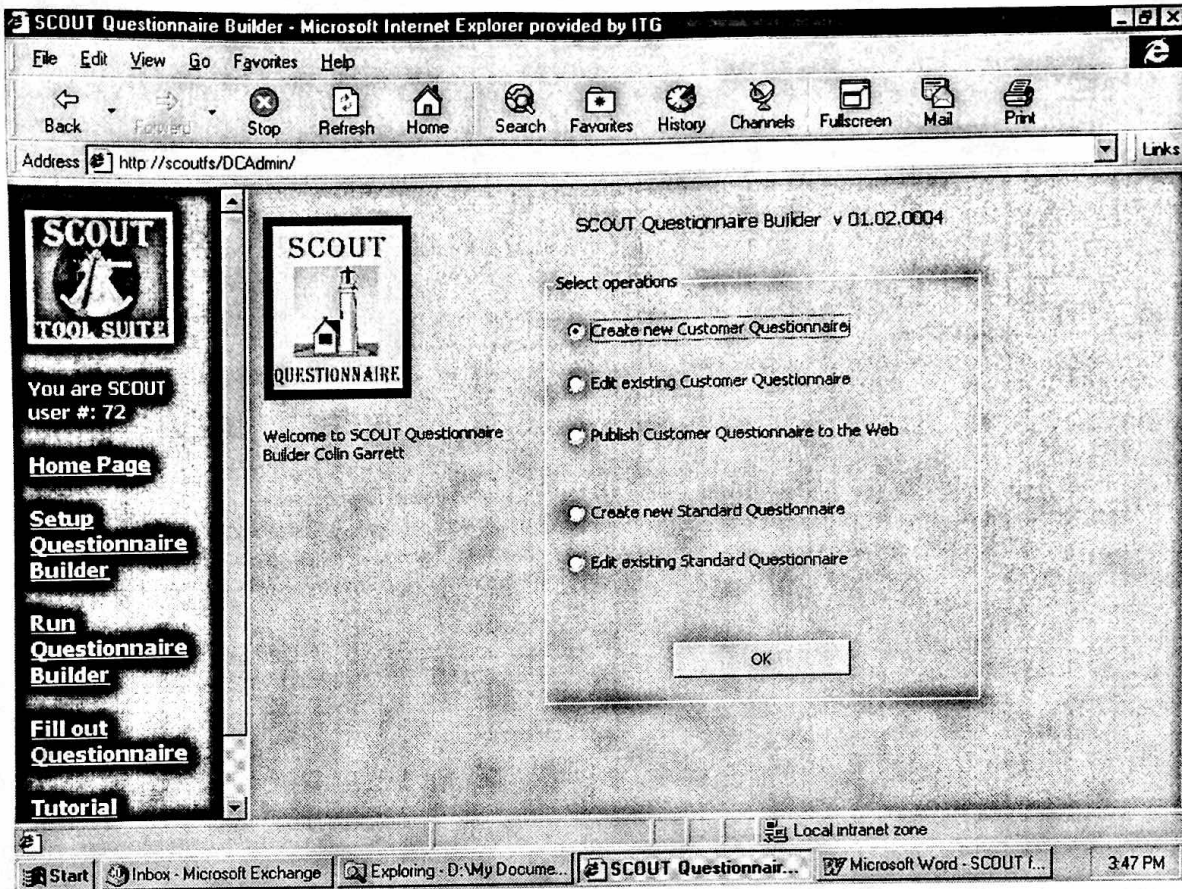 SCOUT Questionnaire Builder - Microsoft Internet Explorer provided by ITG
File Edit View Go Favorites Help
Back Forward Stop Refresh Home Search Favorites History Channels Fullscreen Mail Print
Address http://scoutfs/DCAdmin/ Links
SCOUT
TOOL SUITE
You are SCOUT
user #: 72
Home Page
Setup
Questionnaire
Builder
Run
Questionnaire
Builder
Fill out
Questionnaire
Tutorial
SCOUT
QUESTIONNAIRE
Welcome to SCOUT Questionnaire
Builder Colin Garrett
SCOUT Questionnaire Builder v 01.02.0004
Select operations
Create new Customer Questionnaire
Edit existing Customer Questionnaire
Publish Customer Questionnaire to the Web
Create new Standard Questionnaire
Edit existing Standard Questionnaire
OK
Local intranet zone
Start Inbox - Microsoft Exchange Exploring - D:\My Docume... SCOUT Questionnair... Microsoft Word - SCOUT f... 3:47 PM